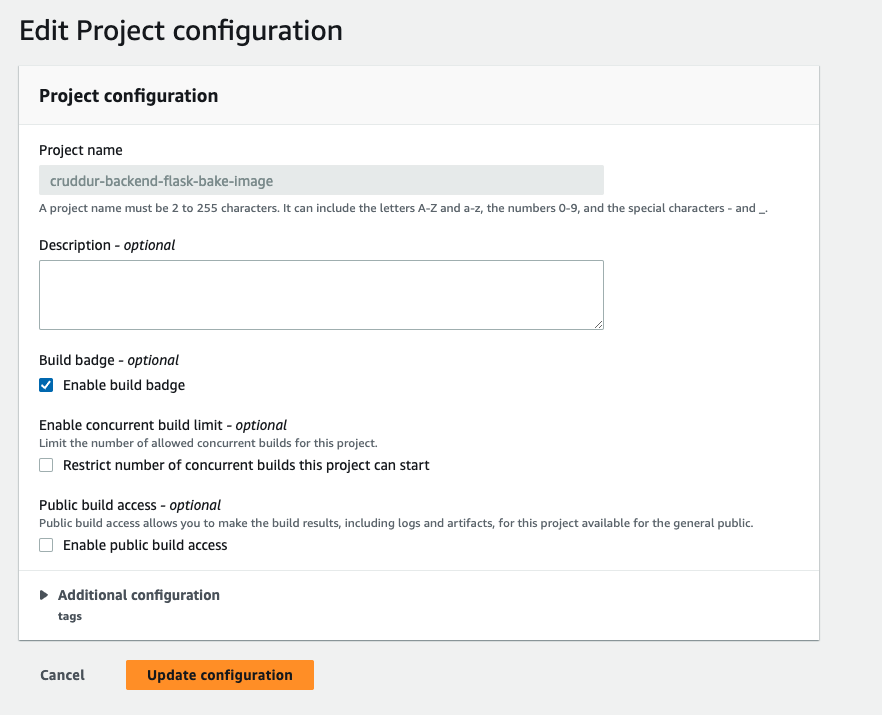 Edit Project configuration
Project configuration
Project name
cruddur-backend-flask-bake-image
A project name must be 2 to 255 characters. It can include the letters A-Z and a-z, the numbers 0-9, and the special characters - and _.
Description - optional
Build badge - optional
Enable build badge
Enable concurrent build limit - optional
Limit the number of allowed concurrent builds for this project.
Restrict number of concurrent builds this project can start
Public build access - optional
Public build access allows you to make the build results, including logs and artifacts, for this project available for the general public.
Enable public build access
Additional configuration
tags
Cancel
Update configuration